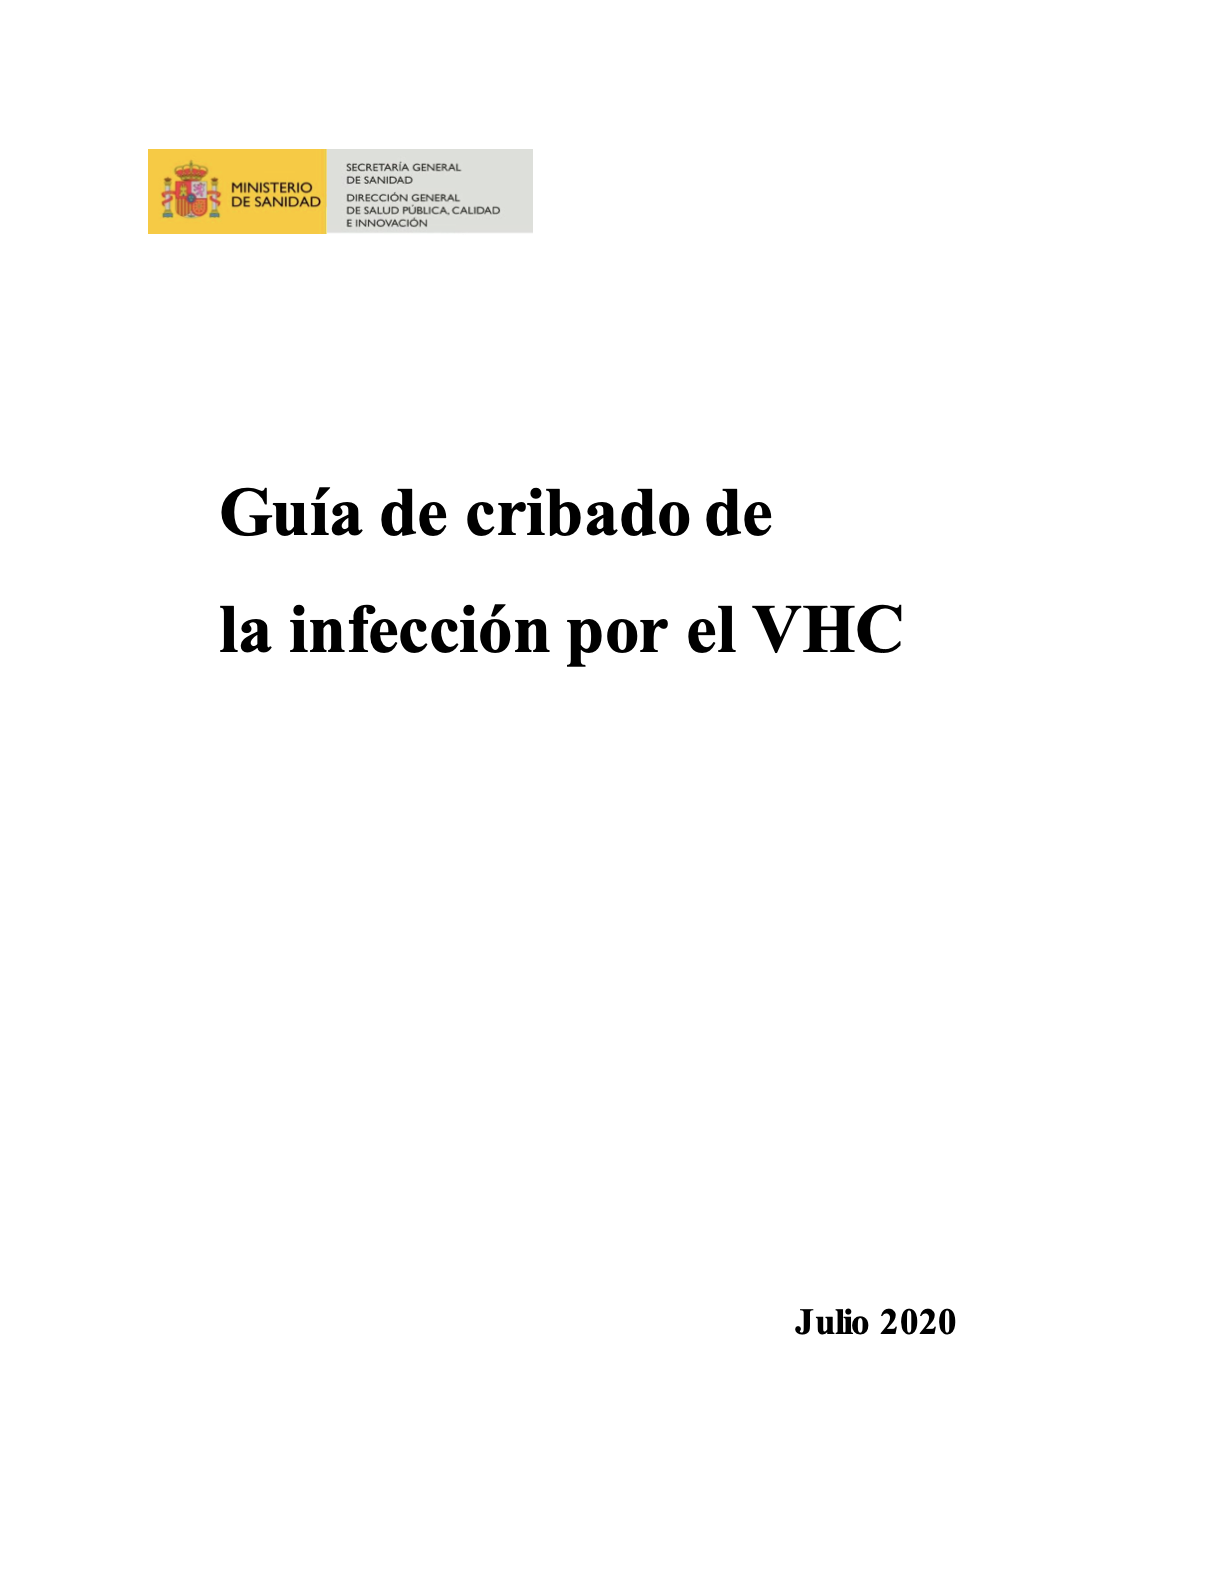 MINISTERIO
DE SANIDAD
SECRETARÍA GENERAL
DE SANIDAD
DIRECCIÓN GENERAL
DE SALUD PÚBLICA, CALIDAD
E INNOVACIÓN
Guía de cribado de
la infección por el VHC
Julio 2020